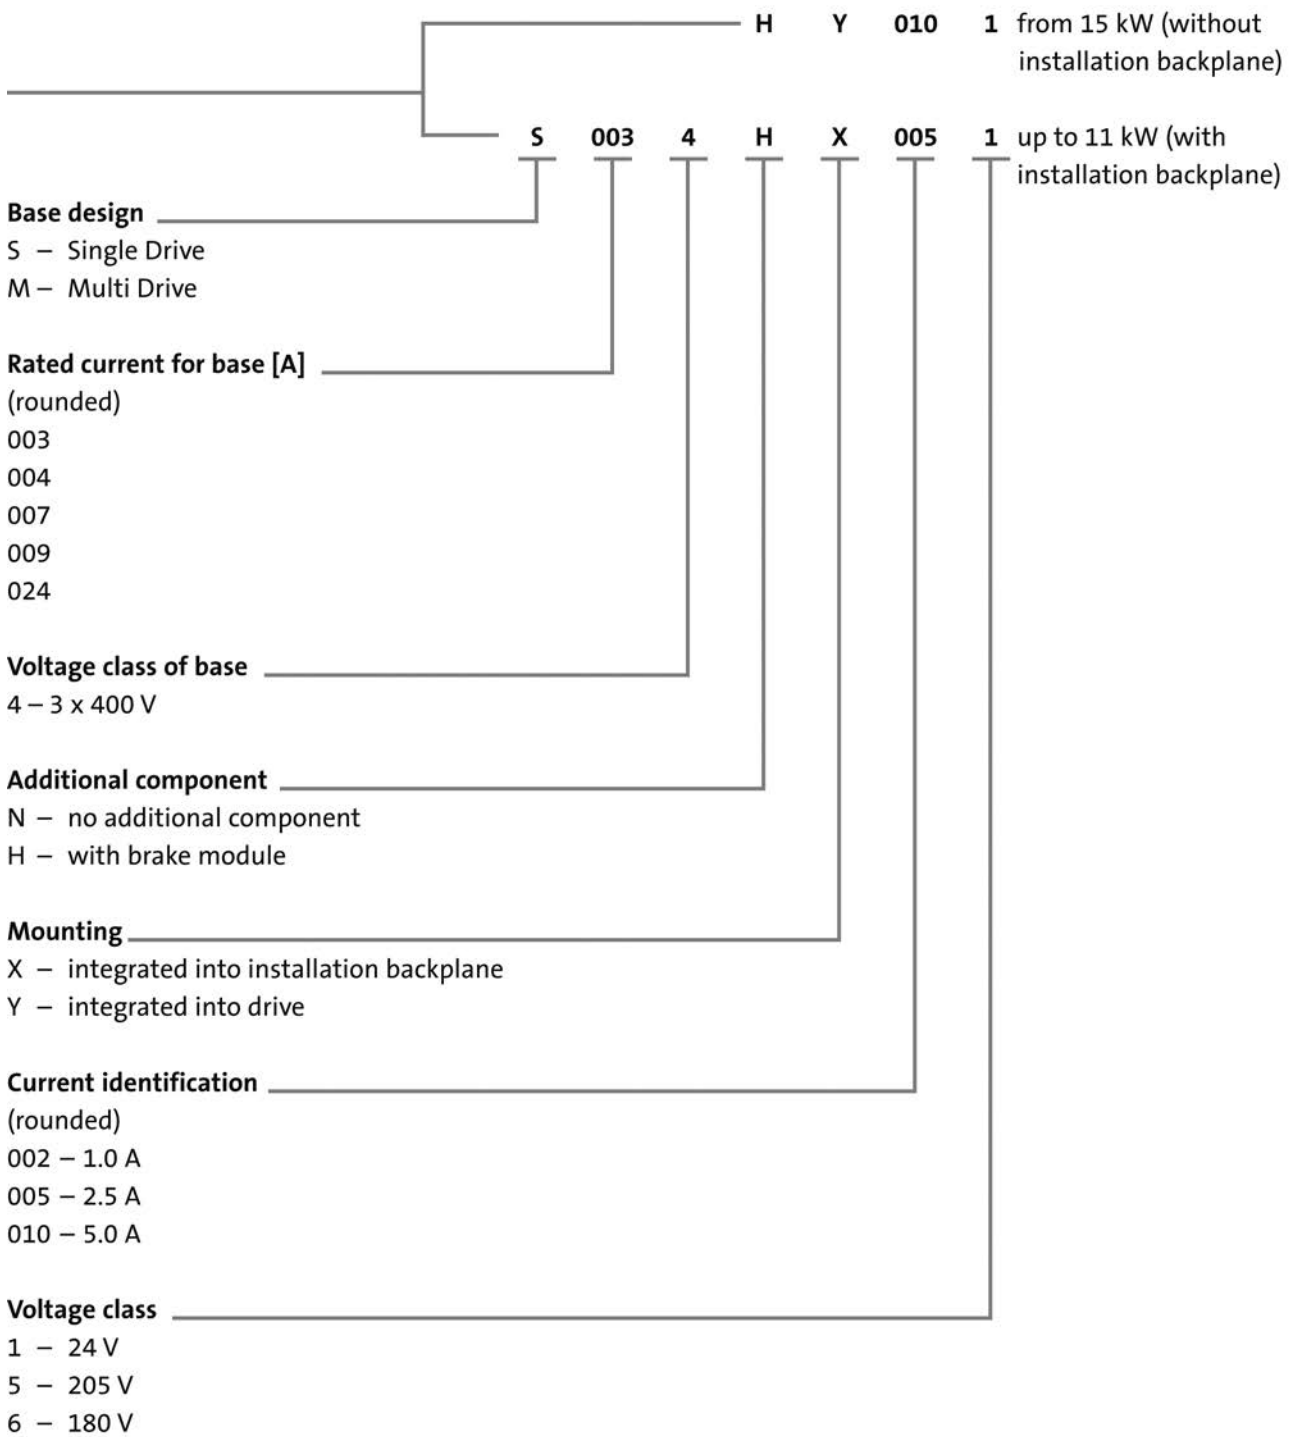 H Y 010 1 from 15 kW (without
installation backplane)
S 003 4 H X 005 1 up to 11 kW (with
installation backplane)
Base design
S – Single Drive
M – Multi Drive
Rated current for base [A]
(rounded)
003
004
007
009
024
Voltage class of base
4 – 3 x 400 V
Additional component
N – no additional component
H – with brake module
Mounting
X – integrated into installation backplane
Y – integrated into drive
Current identification
(rounded)
002 – 1.0 A
005 – 2.5 A
010 – 5.0 A
Voltage class
1 – 24 V
5 – 205 V
6 – 180 V